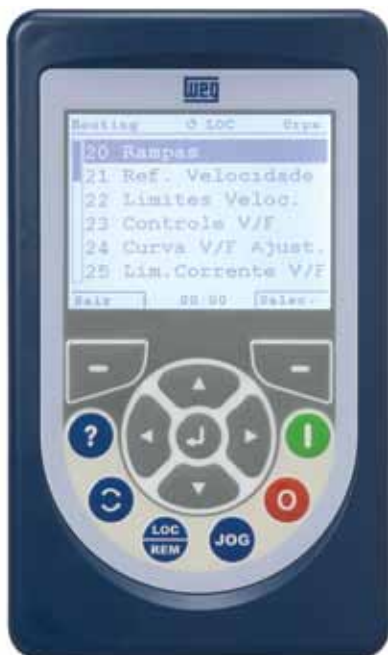 WEG
LOC
20 Rampas
21 Ref. Velocidade
22 Limites Veloc.
23 Controle V/F
24 Curva V/F Ajust.
25 Lim.Corrente V/F
Sair 00:00 Selec.
?
LOC
REM
JOG